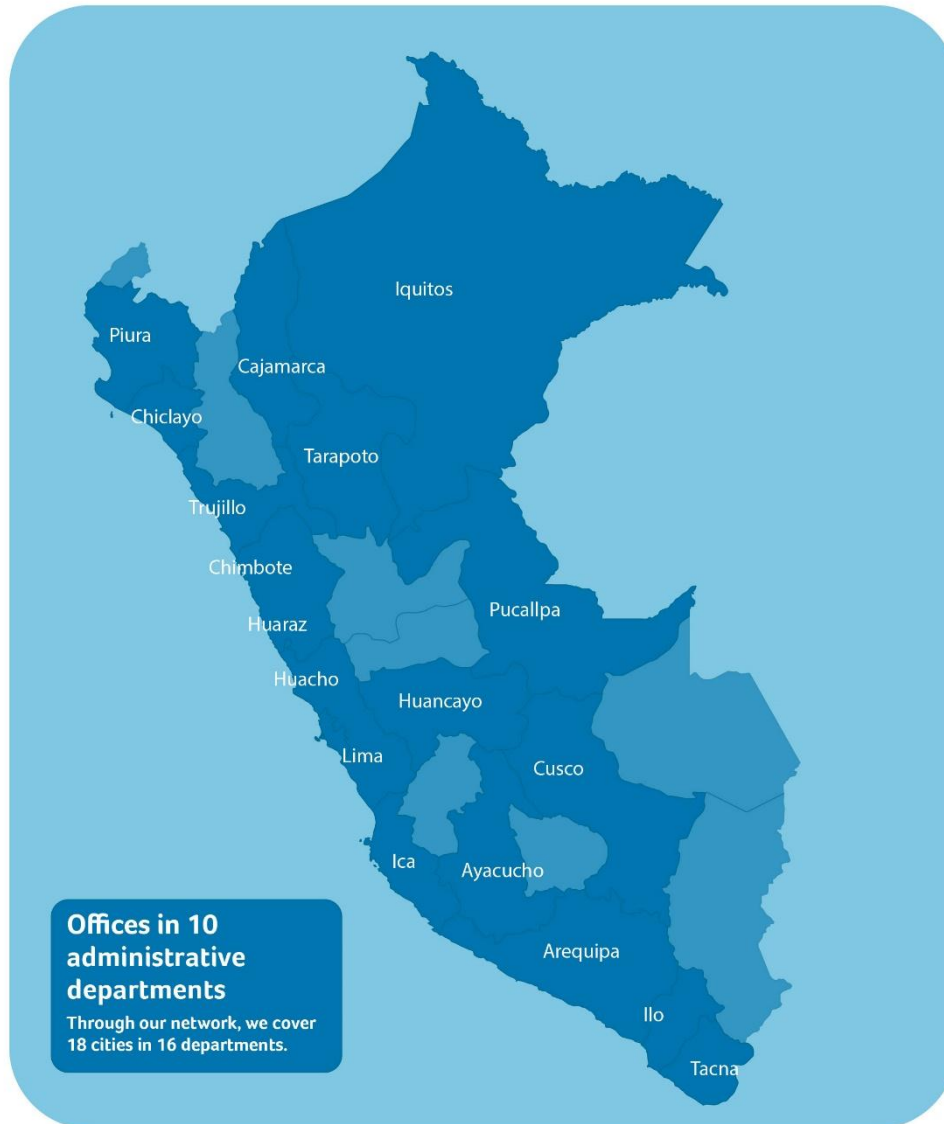 Iquitos
Piura
Cajamarca
Chiclayo
Tarapoto
Trujillo
Chimbote
Pucallpa
Huaraz
Huacho
Huancayo
Lima
Cusco
Ica
Ayacucho
Arequipa
Ilo
Tacna
Offices in 10
administrative
departments
Through our network, we cover
18 cities in 16 departments.